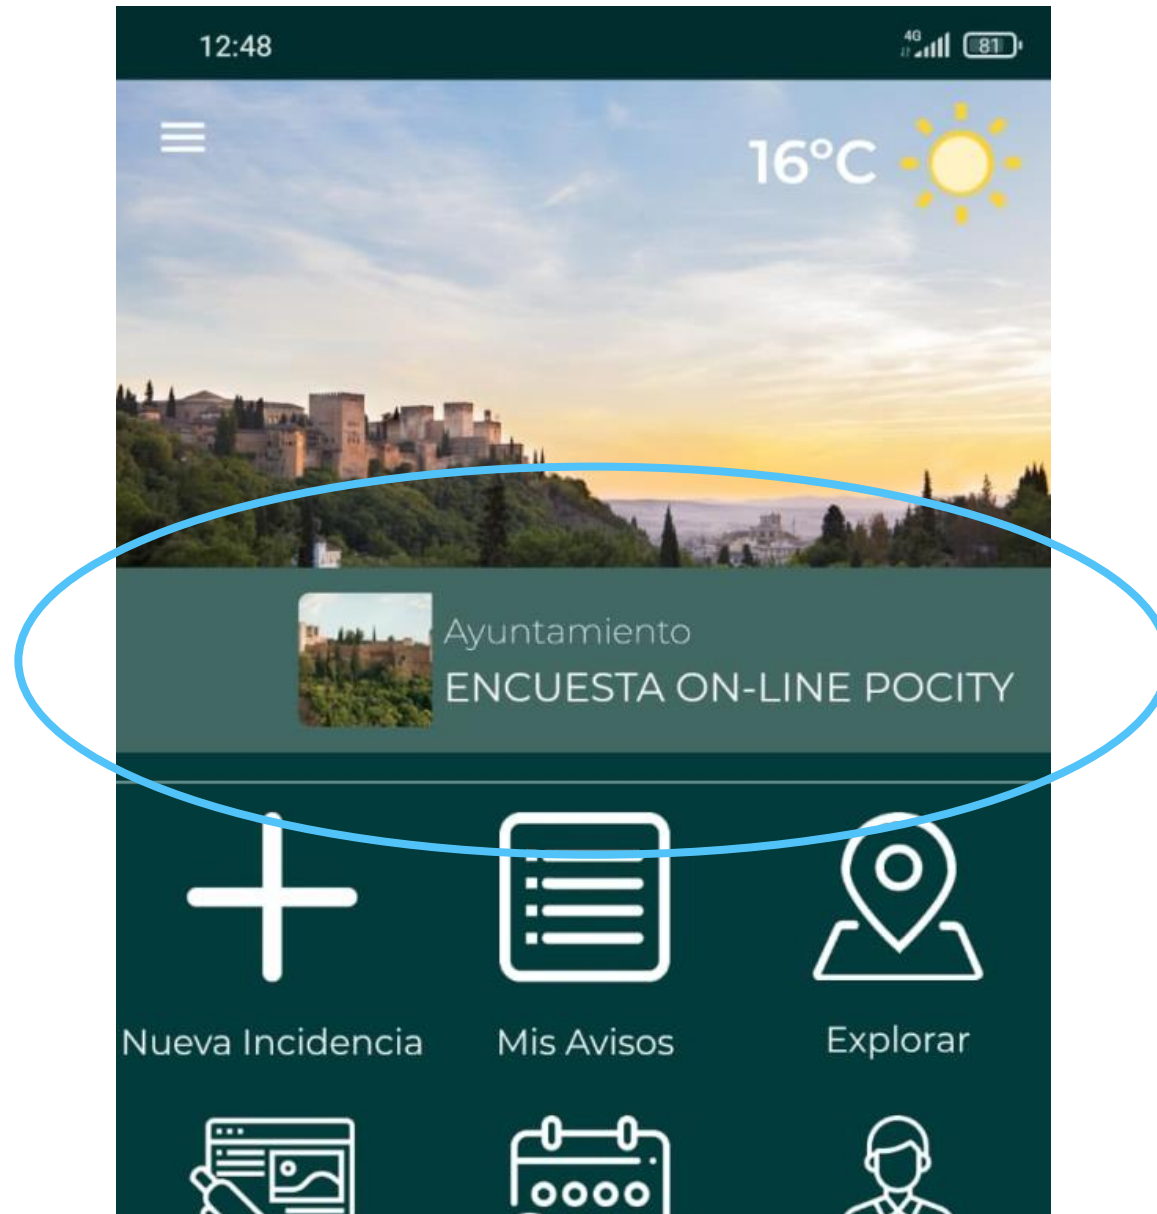 12:48
4G
81
16°C
Ayuntamiento
ENCUESTA ON-LINE POCITY
Nueva Incidencia
Mis Avisos
Explorar